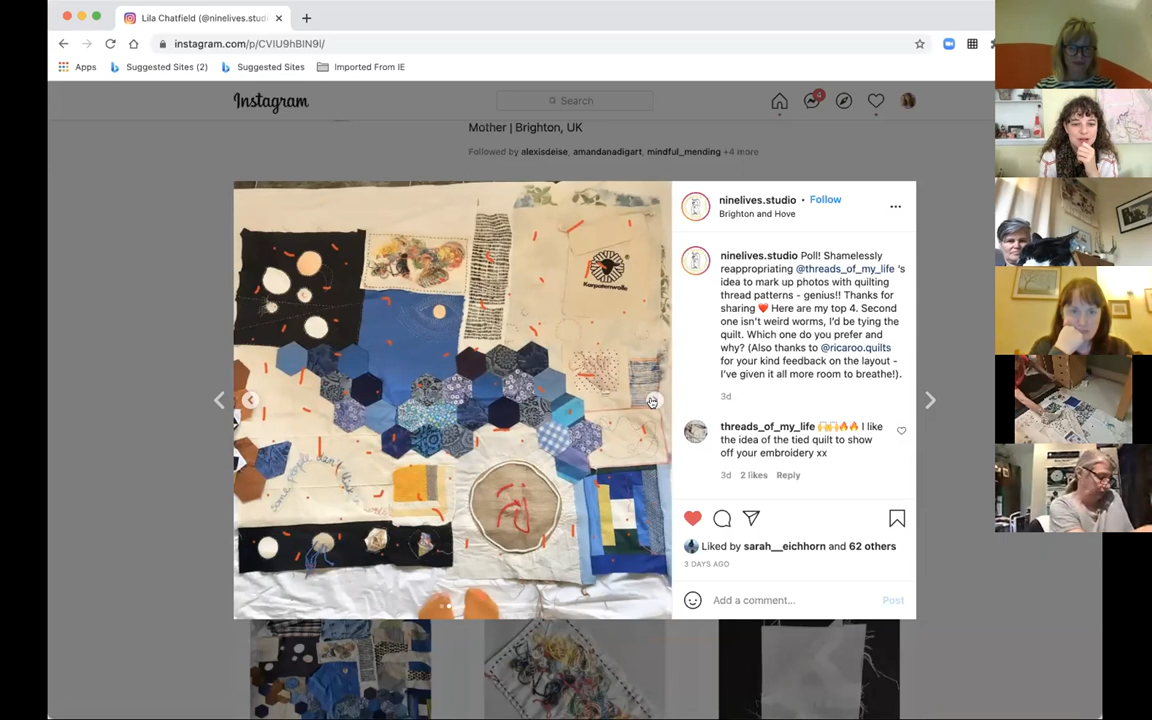 Lila Chatfield (@ninelives.studi
instagram.com/p/CVIU9hBIN9I/
Apps
Suggested Sites (2)
Suggested Sites
Imported From IE
Instagram
Search
4
Mother | Brighton, UK
Followed by alexisdeise, amandanadigart, mindful_mending +4 more
Karpatenwolle
some people don't
ninelives.studio • Follow
Brighton and Hove
ninelives.studio Poll! Shamelessly
reappropriating @threads_of_my_life 's
idea to mark up photos with quilting
thread patterns - genius!! Thanks for
sharing ❤️ Here are my top 4. Second
one isn't weird worms, I'd be tying the
quilt. Which one do you prefer and
why? (Also thanks to @ricaroo.quilts
for your kind feedback on the layout -
I've given it all more room to breathe!).
3d
threads_of_my_life 🙌🙌🔥🔥 I like
the idea of the tied quilt to show
off your embroidery xx
3d 2 likes Reply
Liked by sarah__eichhorn and 62 others
3 DAYS AGO
Add a comment...
Post